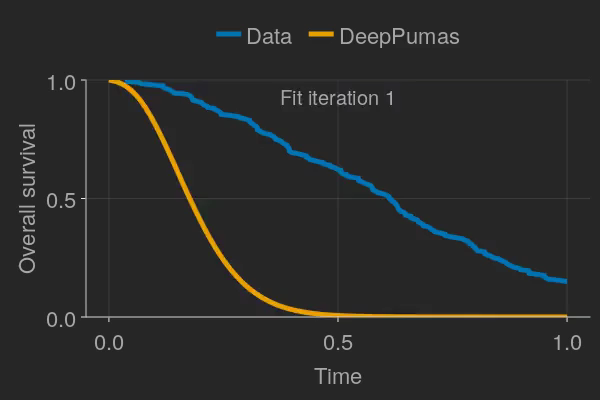 Data DeepPumas
Fit iteration 1
Overall survival
1.0
0.5
0.0
0.0 0.5 1.0
Time